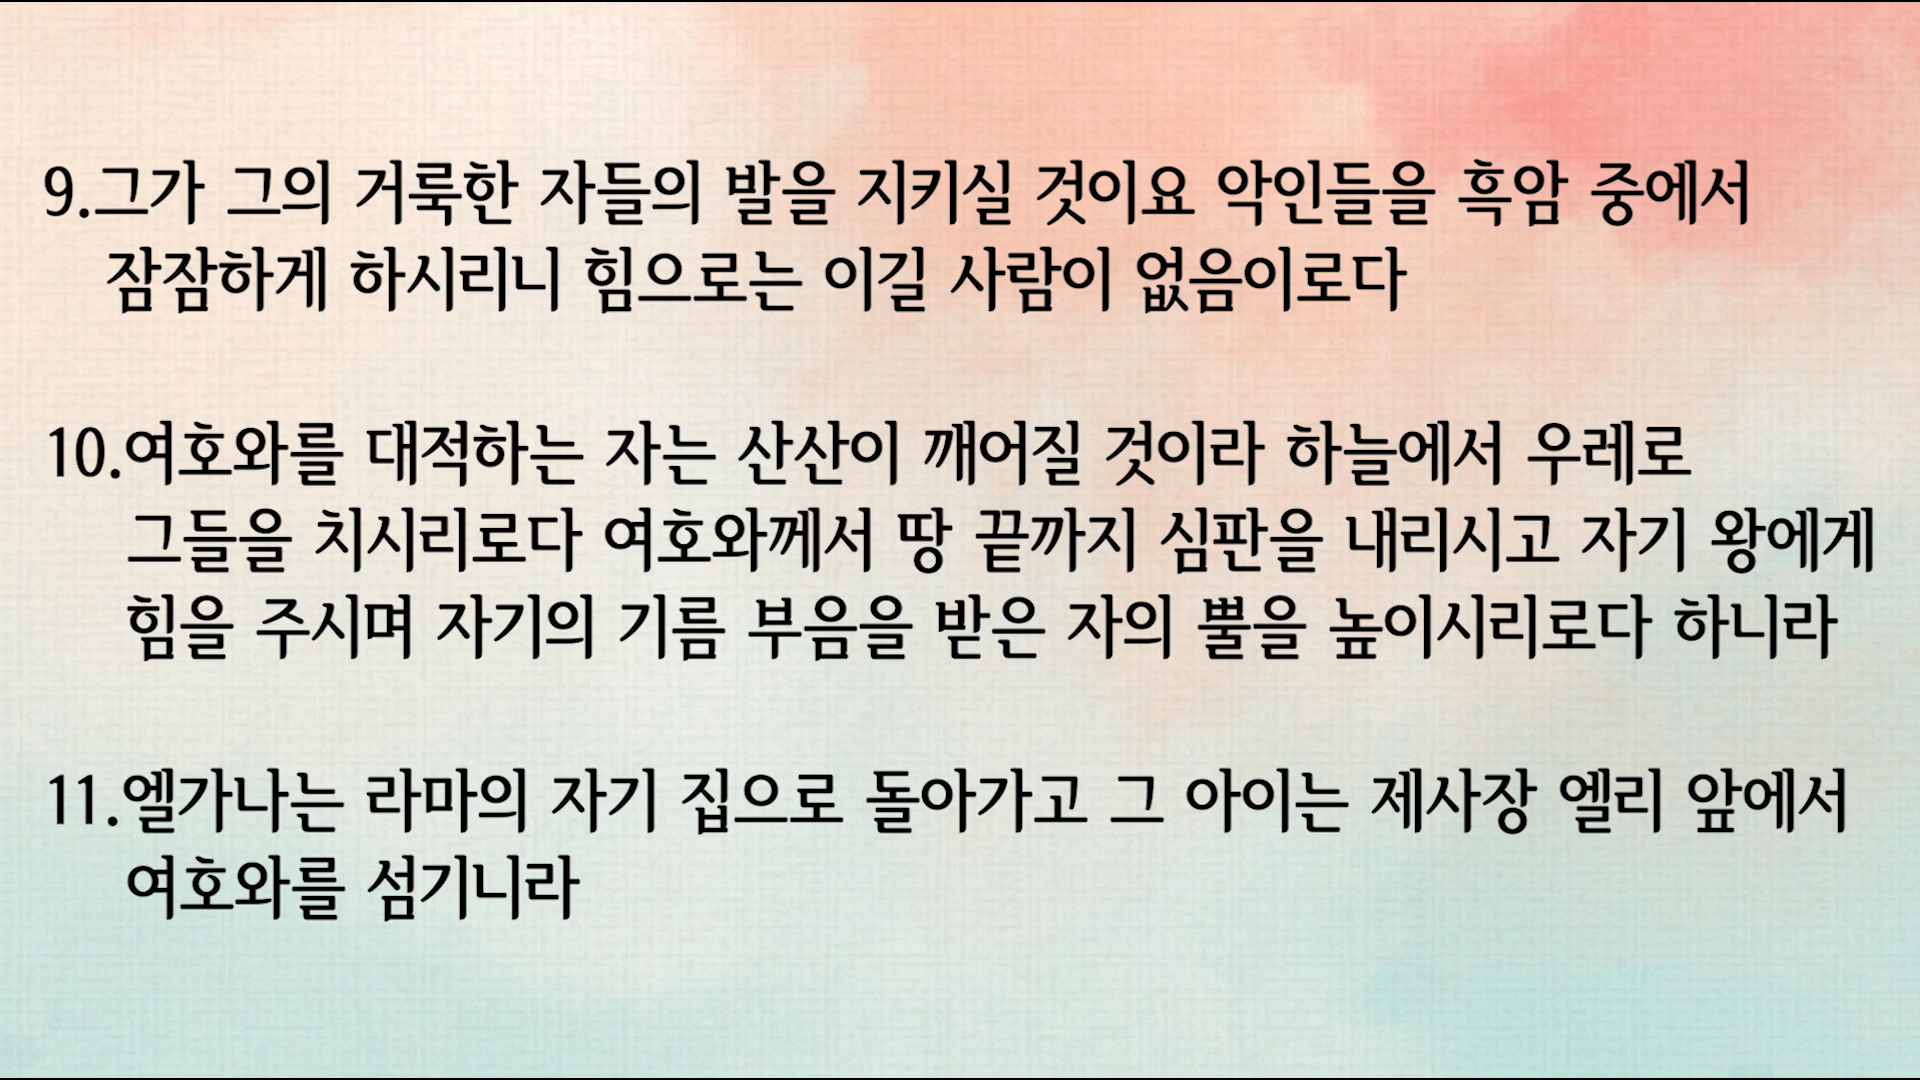 9.그가 그의 거룩한 자들의 발을 지키실 것이요 악인들을 흑암 중에서
잠잠하게 하시리니 힘으로는 이길 사람이 없음이로다
10.여호와를 대적하는 자는 산산이 깨어질 것이라 하늘에서 우레로
그들을 치시리로다 여호와께서 땅 끝까지 심판을 내리시고 자기 왕에게
힘을 주시며 자기의 기름 부음을 받은 자의 뿔을 높이시리로다 하니라
11.엘가나는 라마의 자기 집으로 돌아가고 그 아이는 제사장 엘리 앞에서
여호와를 섬기니라